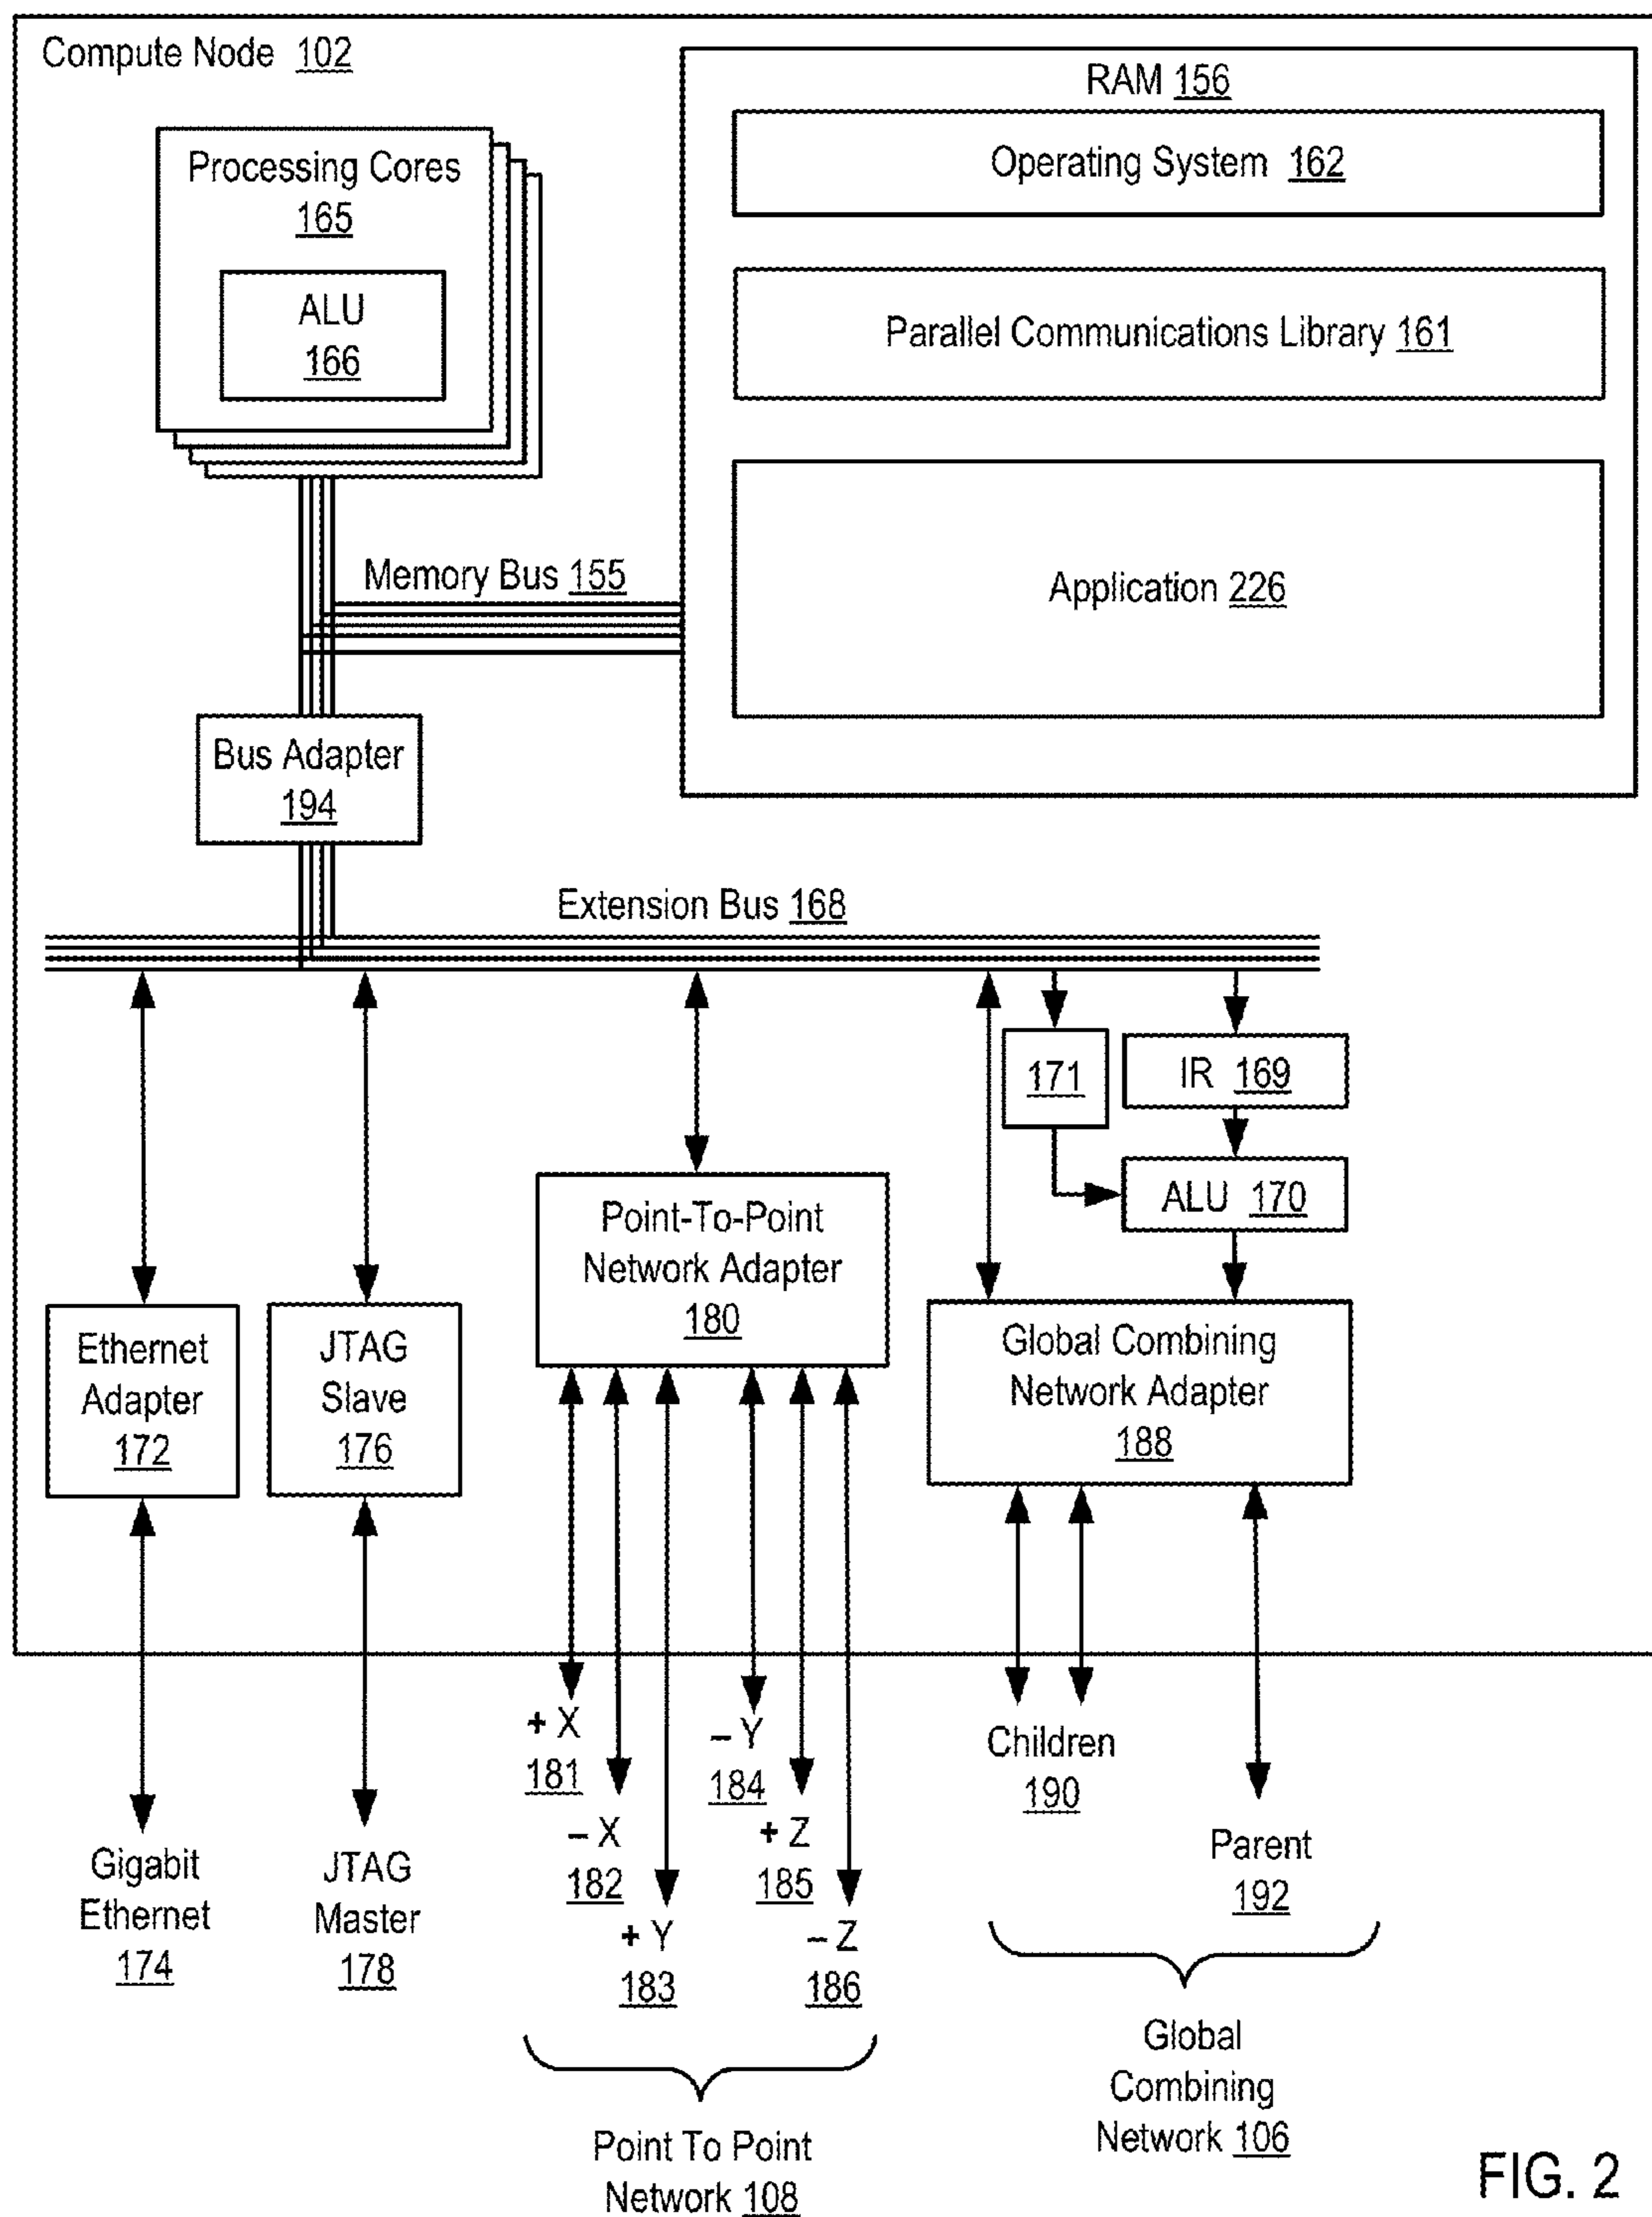 Compute Node 102
RAM 156
Operating System 162
Parallel Communications Library 161
Application 226
Processing Cores
165
ALU
166
Memory Bus 155
Bus Adapter
194
Extension Bus 168
171
IR 169
ALU 170
Point-To-Point
Network Adapter
180
Ethernet
Adapter
172
JTAG
Slave
176
Global Combining
Network Adapter
188
+ X
181
– X
182
+ Y
183
– Y
184
+ Z
185
– Z
186
Children
190
Parent
192
Gigabit
Ethernet
174
JTAG
Master
178
Point To Point
Network 108
Global
Combining
Network 106
FIG. 2